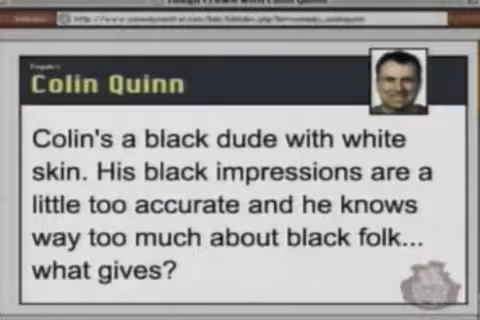 Colin Quinn
Colin's a black dude with white
skin. His black impressions are a
little too accurate and he knows
way too much about black folk...
what gives?